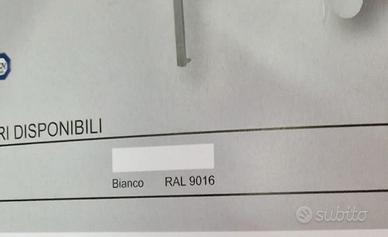 RI DISPONIBILI
Bianco RAL 9016
subito